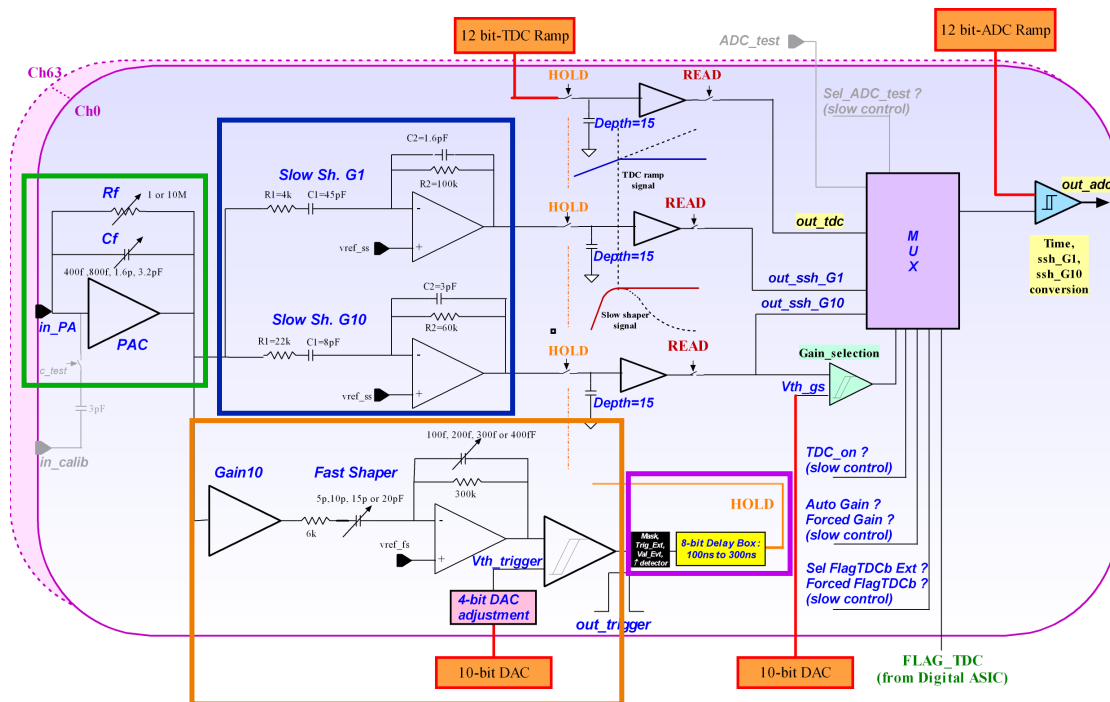 12 bit-TDC Ramp
12 bit-ADC Ramp
ADC_test
Ch63
Ch0
HOLD
READ
Sel_ADC_test ?
(slow control)
Depth=15
C2=1.6pF
R2=100k
Slow Sh. G1
R1=4k
C1=45pF
-
+
vref_ss
TDC ramp
signal
out_adc
Rf
1 or 10M
Cf
400f ,800f, 1.6p, 3.2pF
in_PA
PAC
HOLD
READ
Depth=15
out_tdc
M
U
X
Time,
ssh_G1,
ssh_G10
conversion
out_ssh_G1
out_ssh_G10
C2=3pF
R2=60k
Slow Sh. G10
R1=22k
C1=8pF
-
+
vref_ss
Slow shaper
signal
HOLD
READ
Depth=15
Gain_selection
Vth_gs
c_test
3pF
in_calib
100f, 200f, 300f or 400fF
300k
Gain10
Fast Shaper
5p,10p, 15p or 20pF
6k
-
+
vref_fs
Vth_trigger
4-bit DAC
adjustment
out_trigger
HOLD
Mask,
Trig_Ext,
Val_Evt,
↑ detector
8-bit Delay Box :
100ns to 300ns
TDC_on ?
(slow control)
Auto Gain ?
Forced Gain ?
(slow control)
Sel FlagTDCb Ext ?
Forced FlagTDCb ?
(slow control)
10-bit DAC
10-bit DAC
FLAG_TDC
(from Digital ASIC)